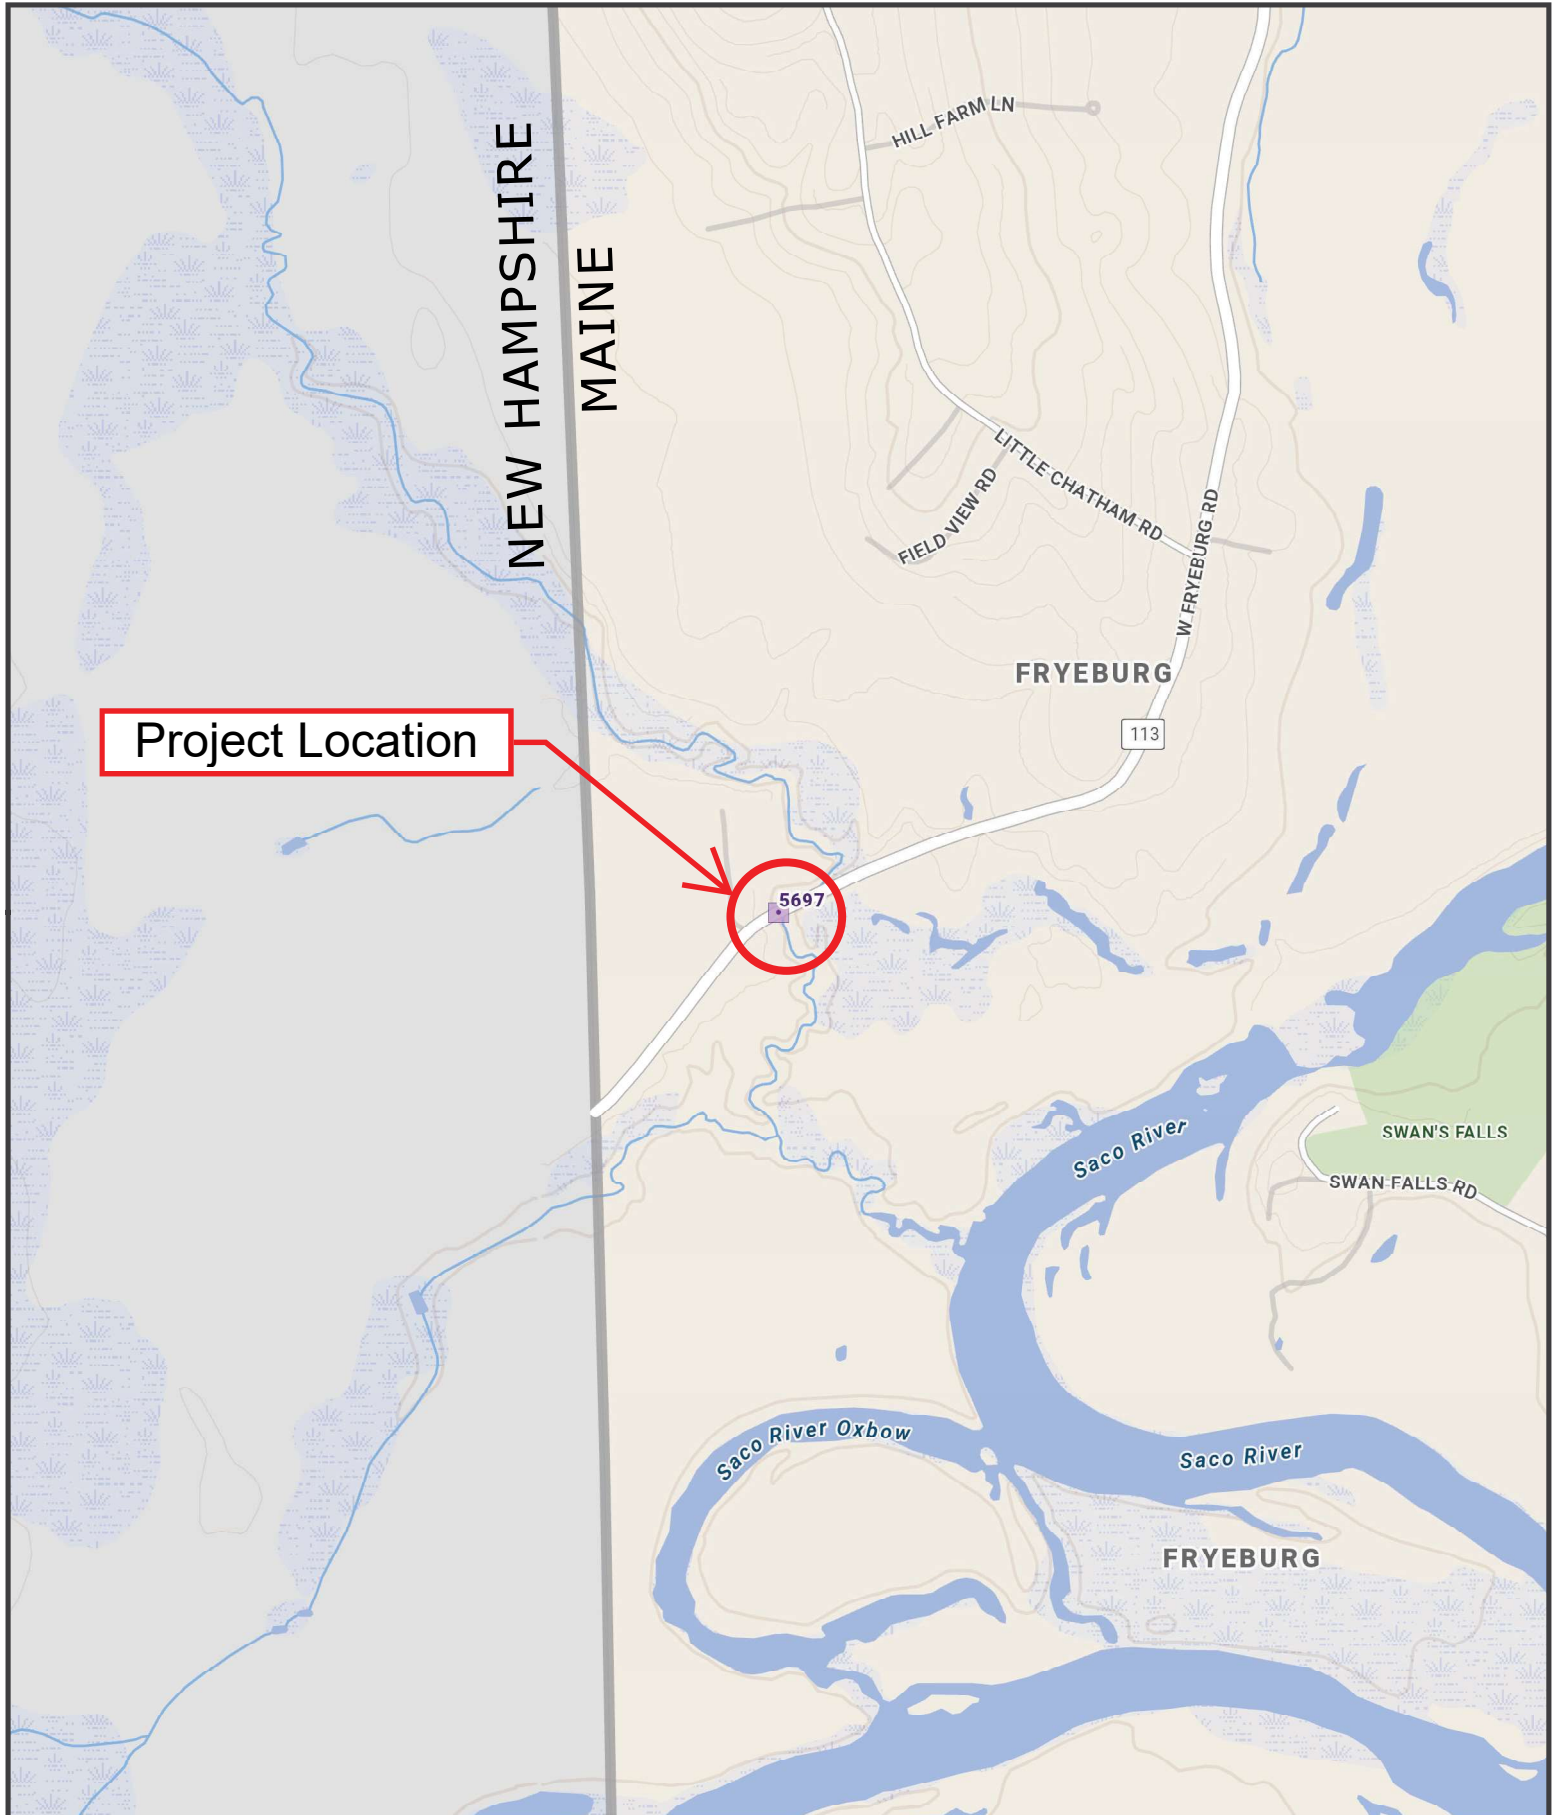 HILL FARM LN
NEW HAMPSHIRE
MAINE
LITTLE CHATHAM RD
FIELD VIEW RD
W FRYEBURG RD
FRYEBURG
113
Project Location
5697
Saco River
SWAN'S FALLS
SWAN FALLS RD
Saco River Oxbow
Saco River
FRYEBURG